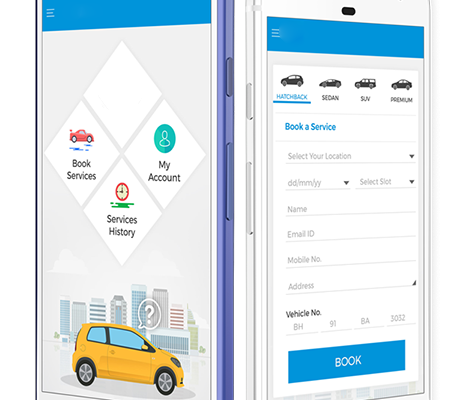 Book
Services
My
Account
Services
History
HATCHBACK
SEDAN
SUV
PREMIUM
Book a Service
Select Your Location
dd/mm/yy
Select Slot
Name
Email ID
Mobile No.
Address
Vehicle No.
BH
91
BA
3032
BOOK
?